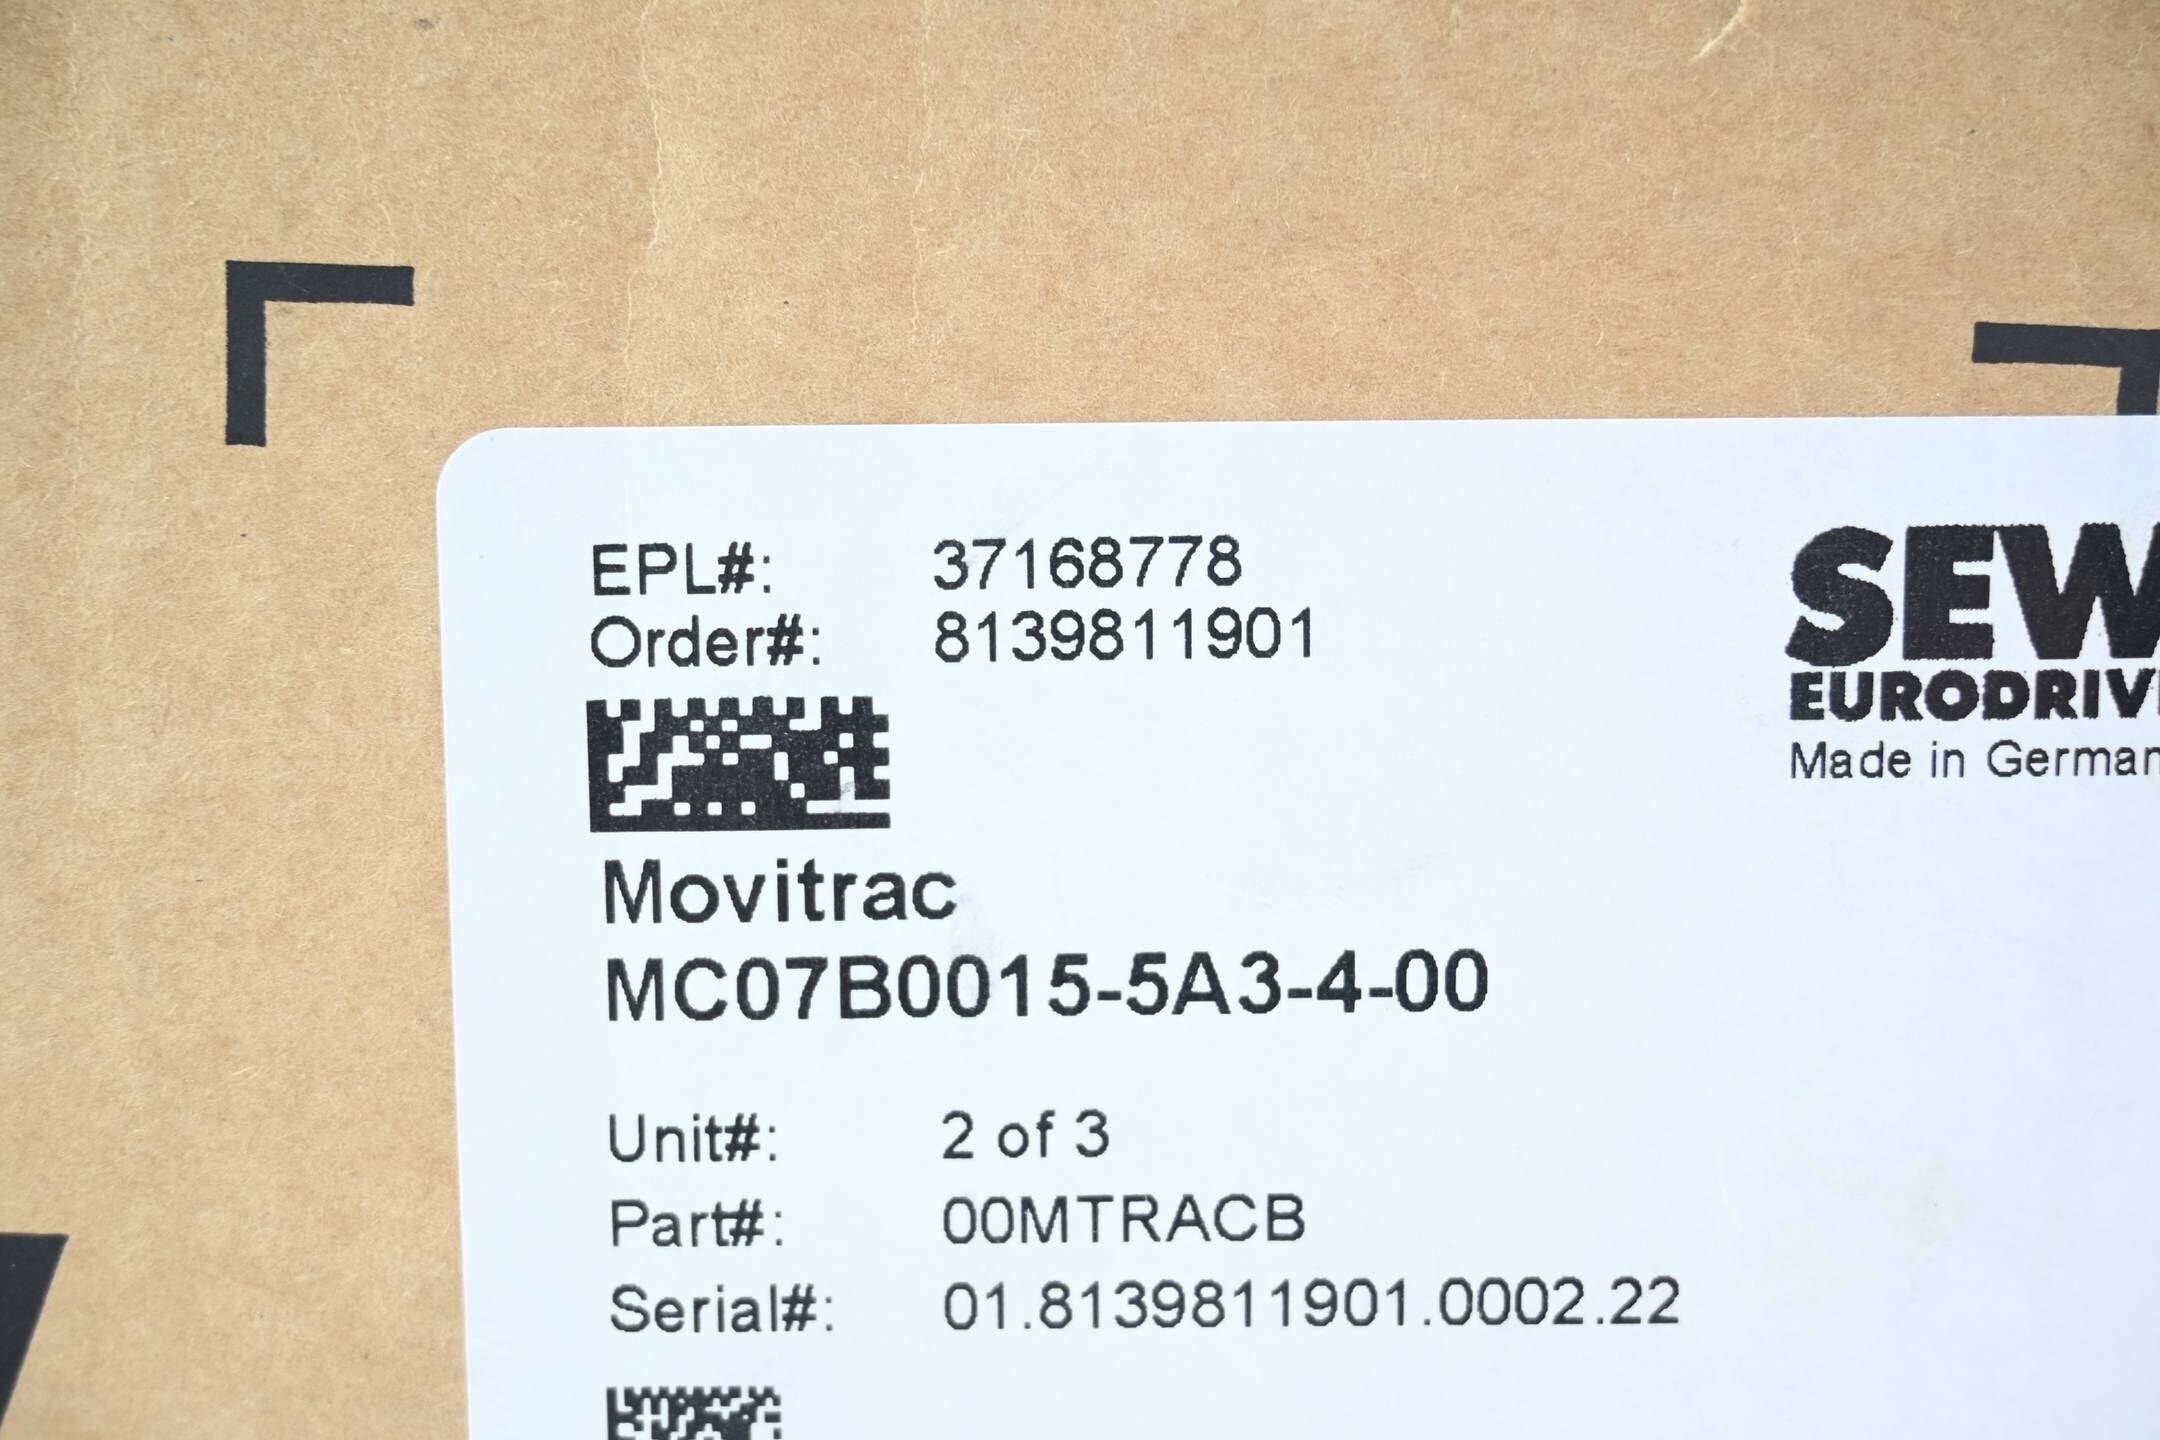 EPL#: 37168778
Order#: 8139811901
SEW
EURODRIV
Made in German
Movitrac
MC07B0015-5A3-4-00
Unit#: 2 of 3
Part#: 00MTRACB
Serial#: 01.8139811901.0002.22